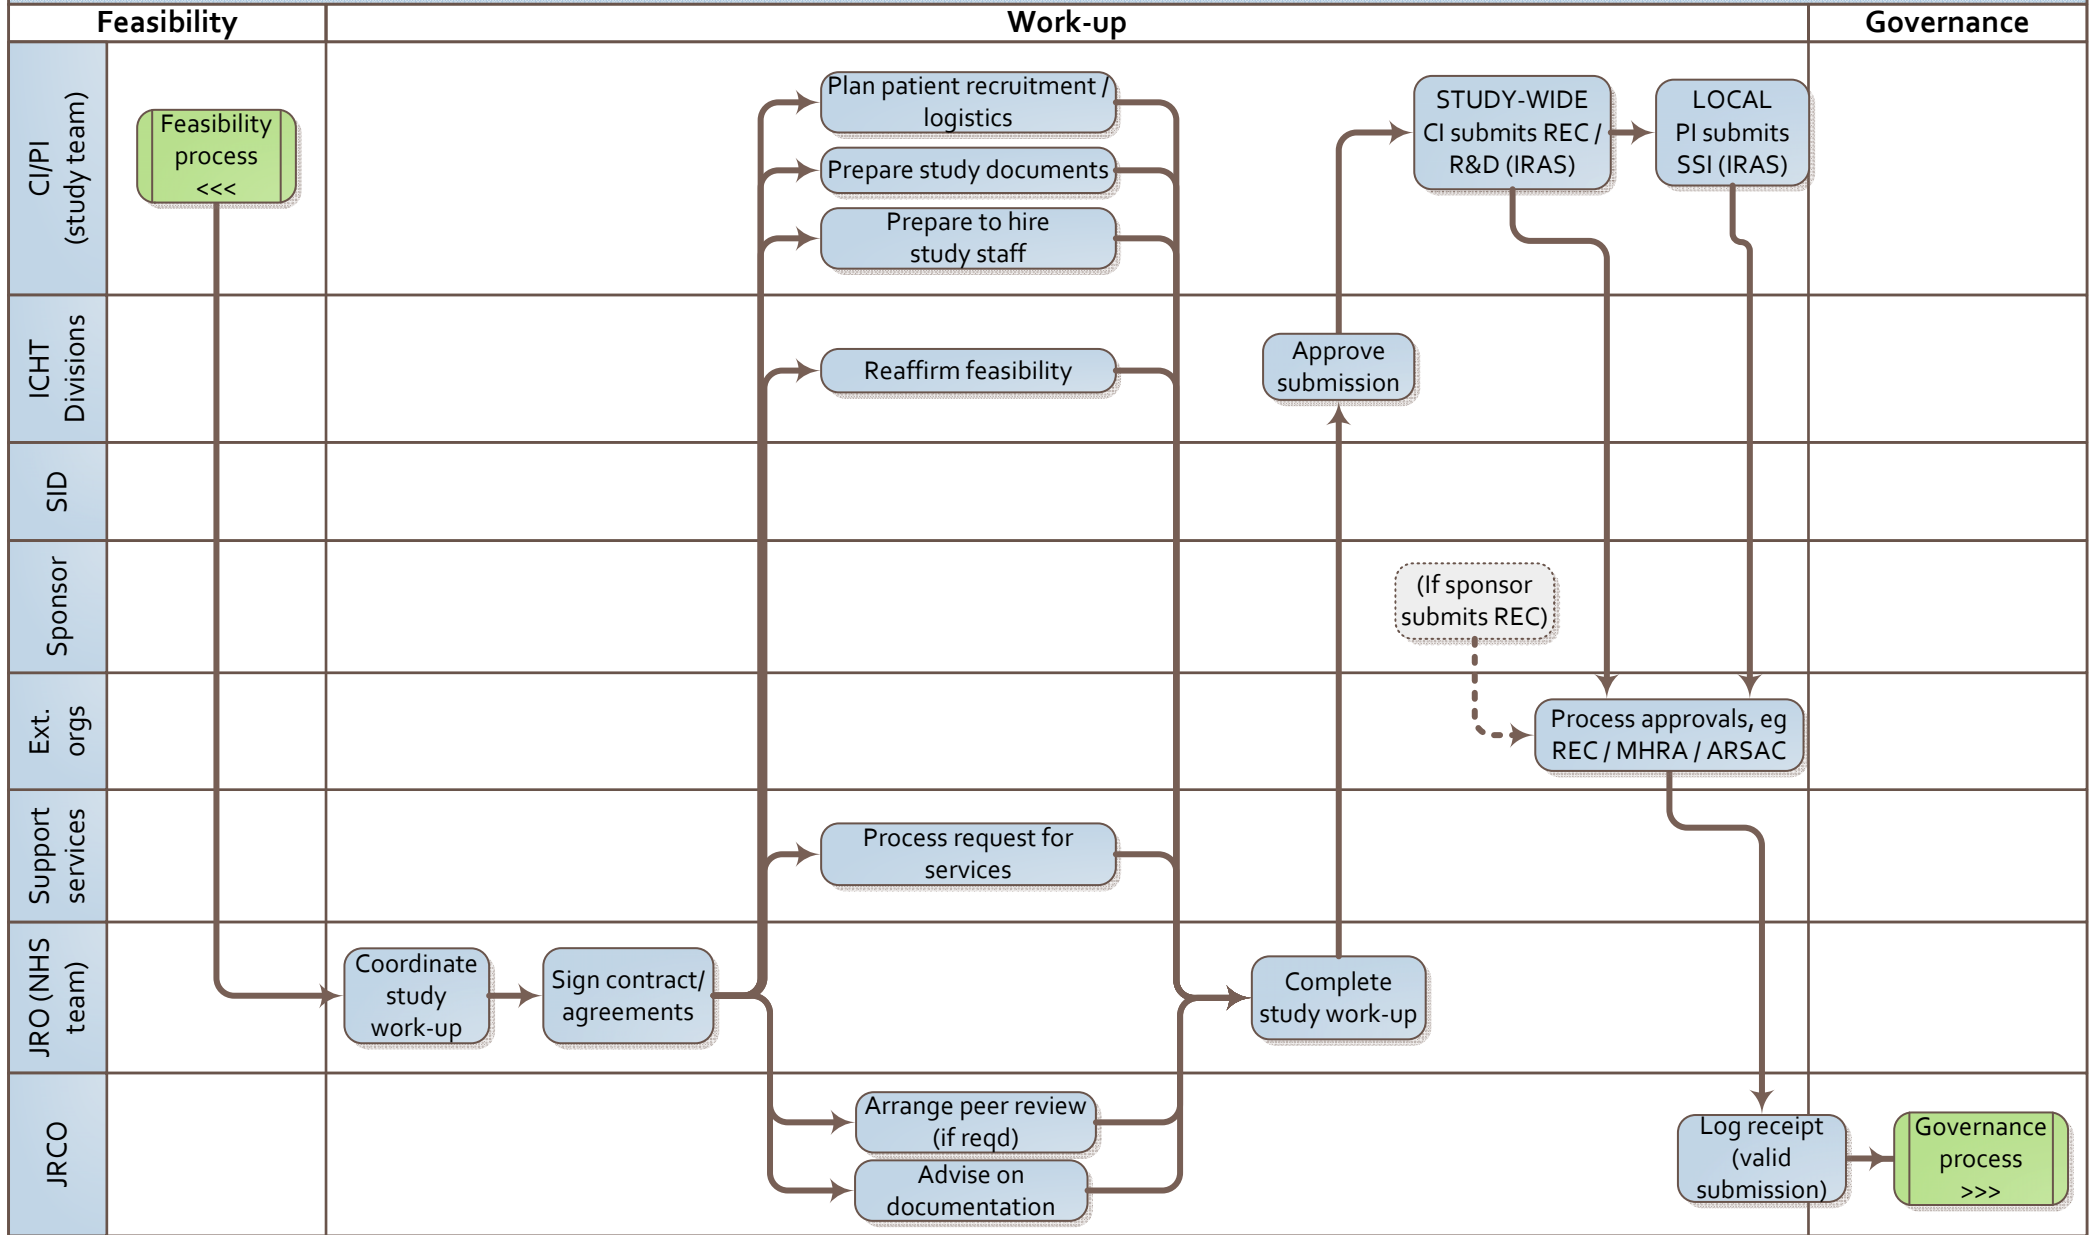 Feasibility
Work-up
Governance
CI/PI
(study team)
Feasibility
process
<<<
Plan patient recruitment /
logistics
Prepare study documents
Prepare to hire
study staff
STUDY-WIDE
CI submits REC /
R&D (IRAS)
LOCAL
PI submits
SSI (IRAS)
ICHT
Divisions
Reaffirm feasibility
Approve
submission
SID
Sponsor
(If sponsor
submits REC)
Ext.
orgs
Process approvals, eg
REC / MHRA / ARSAC
Support
services
Process request for
services
JRO (NHS
team)
Coordinate
study
work-up
Sign contract/
agreements
Complete
study work-up
JRCO
Arrange peer review
(if reqd)
Advise on
documentation
Log receipt
(valid
submission)
Governance
process
>>>